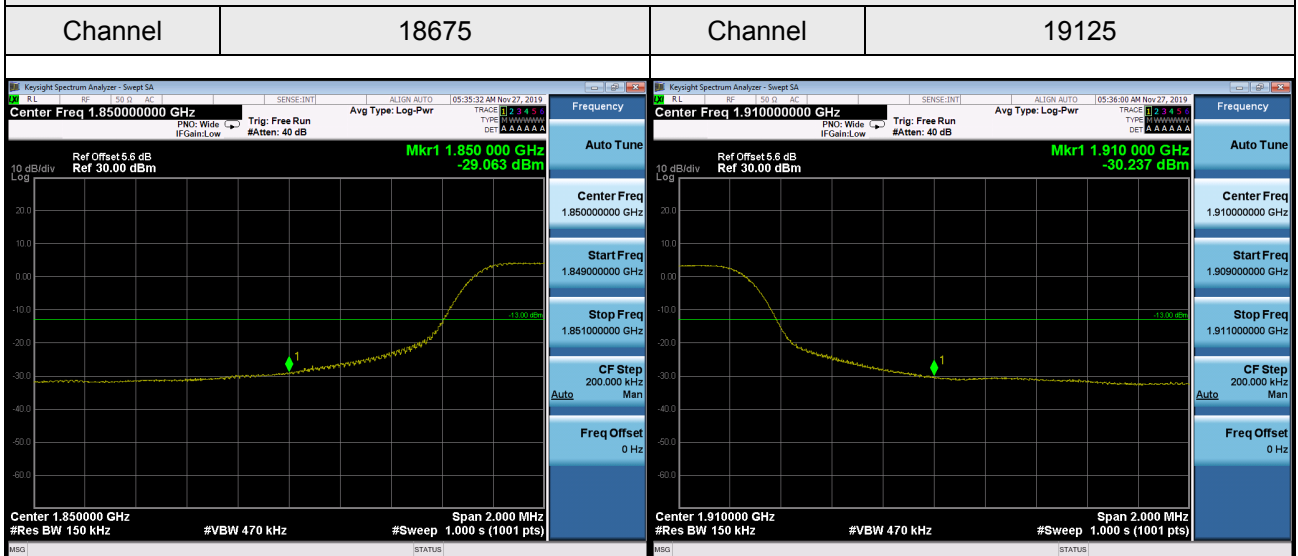 Channel 18675 Channel 19125
Keysight Spectrum Analyzer - Swept SA
RL RF 50 Ω AC SENSE:INT ALIGN AUTO 05:35:32 AM Nov 27, 2019
Center Freq 1.850000000 GHz
PNO: Wide
IFGain:Low
Trig: Free Run
#Atten: 40 dB
Avg Type: Log-Pwr
TRACE 1 2 3 4 5 6
TYPE M WWWWW
DET A A A A A A
Ref Offset 5.6 dB
10 dB/div Ref 30.00 dBm
Log
Mkr1 1.850 000 GHz
-29.063 dBm
20.0
10.0
0.00
-10.0
-13.00 dBm
-20.0
1
-30.0
-40.0
-50.0
-60.0
Center 1.850000 GHz Span 2.000 MHz
#Res BW 150 kHz #VBW 470 kHz #Sweep 1.000 s (1001 pts)
MSG STATUS
Frequency
Auto Tune
Center Freq
1.850000000 GHz
Start Freq
1.849000000 GHz
Stop Freq
1.851000000 GHz
CF Step
200.000 kHz
Auto Man
Freq Offset
0 Hz
Keysight Spectrum Analyzer - Swept SA
RL RF 50 Ω AC SENSE:INT ALIGN AUTO 05:36:00 AM Nov 27, 2019
Center Freq 1.910000000 GHz
PNO: Wide
IFGain:Low
Trig: Free Run
#Atten: 40 dB
Avg Type: Log-Pwr
TRACE 1 2 3 4 5 6
TYPE M WWWWW
DET A A A A A A
Ref Offset 5.6 dB
10 dB/div Ref 30.00 dBm
Log
Mkr1 1.910 000 GHz
-30.237 dBm
20.0
10.0
0.00
-10.0
-13.00 dBm
-20.0
1
-30.0
-40.0
-50.0
-60.0
Center 1.910000 GHz Span 2.000 MHz
#Res BW 150 kHz #VBW 470 kHz #Sweep 1.000 s (1001 pts)
MSG STATUS
Frequency
Auto Tune
Center Freq
1.910000000 GHz
Start Freq
1.909000000 GHz
Stop Freq
1.911000000 GHz
CF Step
200.000 kHz
Auto Man
Freq Offset
0 Hz